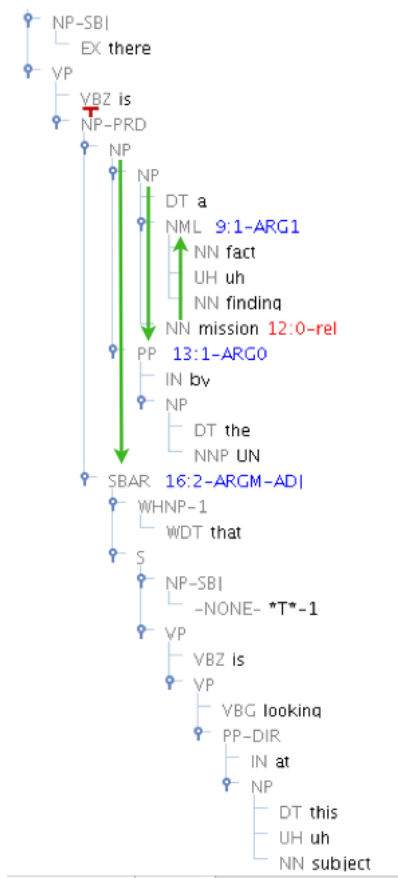 NP-SBJ
EX there
VP
VBZ is
NP-PRD
NP
NP
DT a
NML 9:1-ARG1
NN fact
UH uh
NN finding
NN mission 12:0-rel
PP 13:1-ARG0
IN by
NP
DT the
NNP UN
SBAR 16:2-ARGM-ADJ
WHNP-1
WDT that
S
NP-SBJ
-NONE- *T*-1
VP
VBZ is
VP
VBG looking
PP-DIR
IN at
NP
DT this
UH uh
NN subject